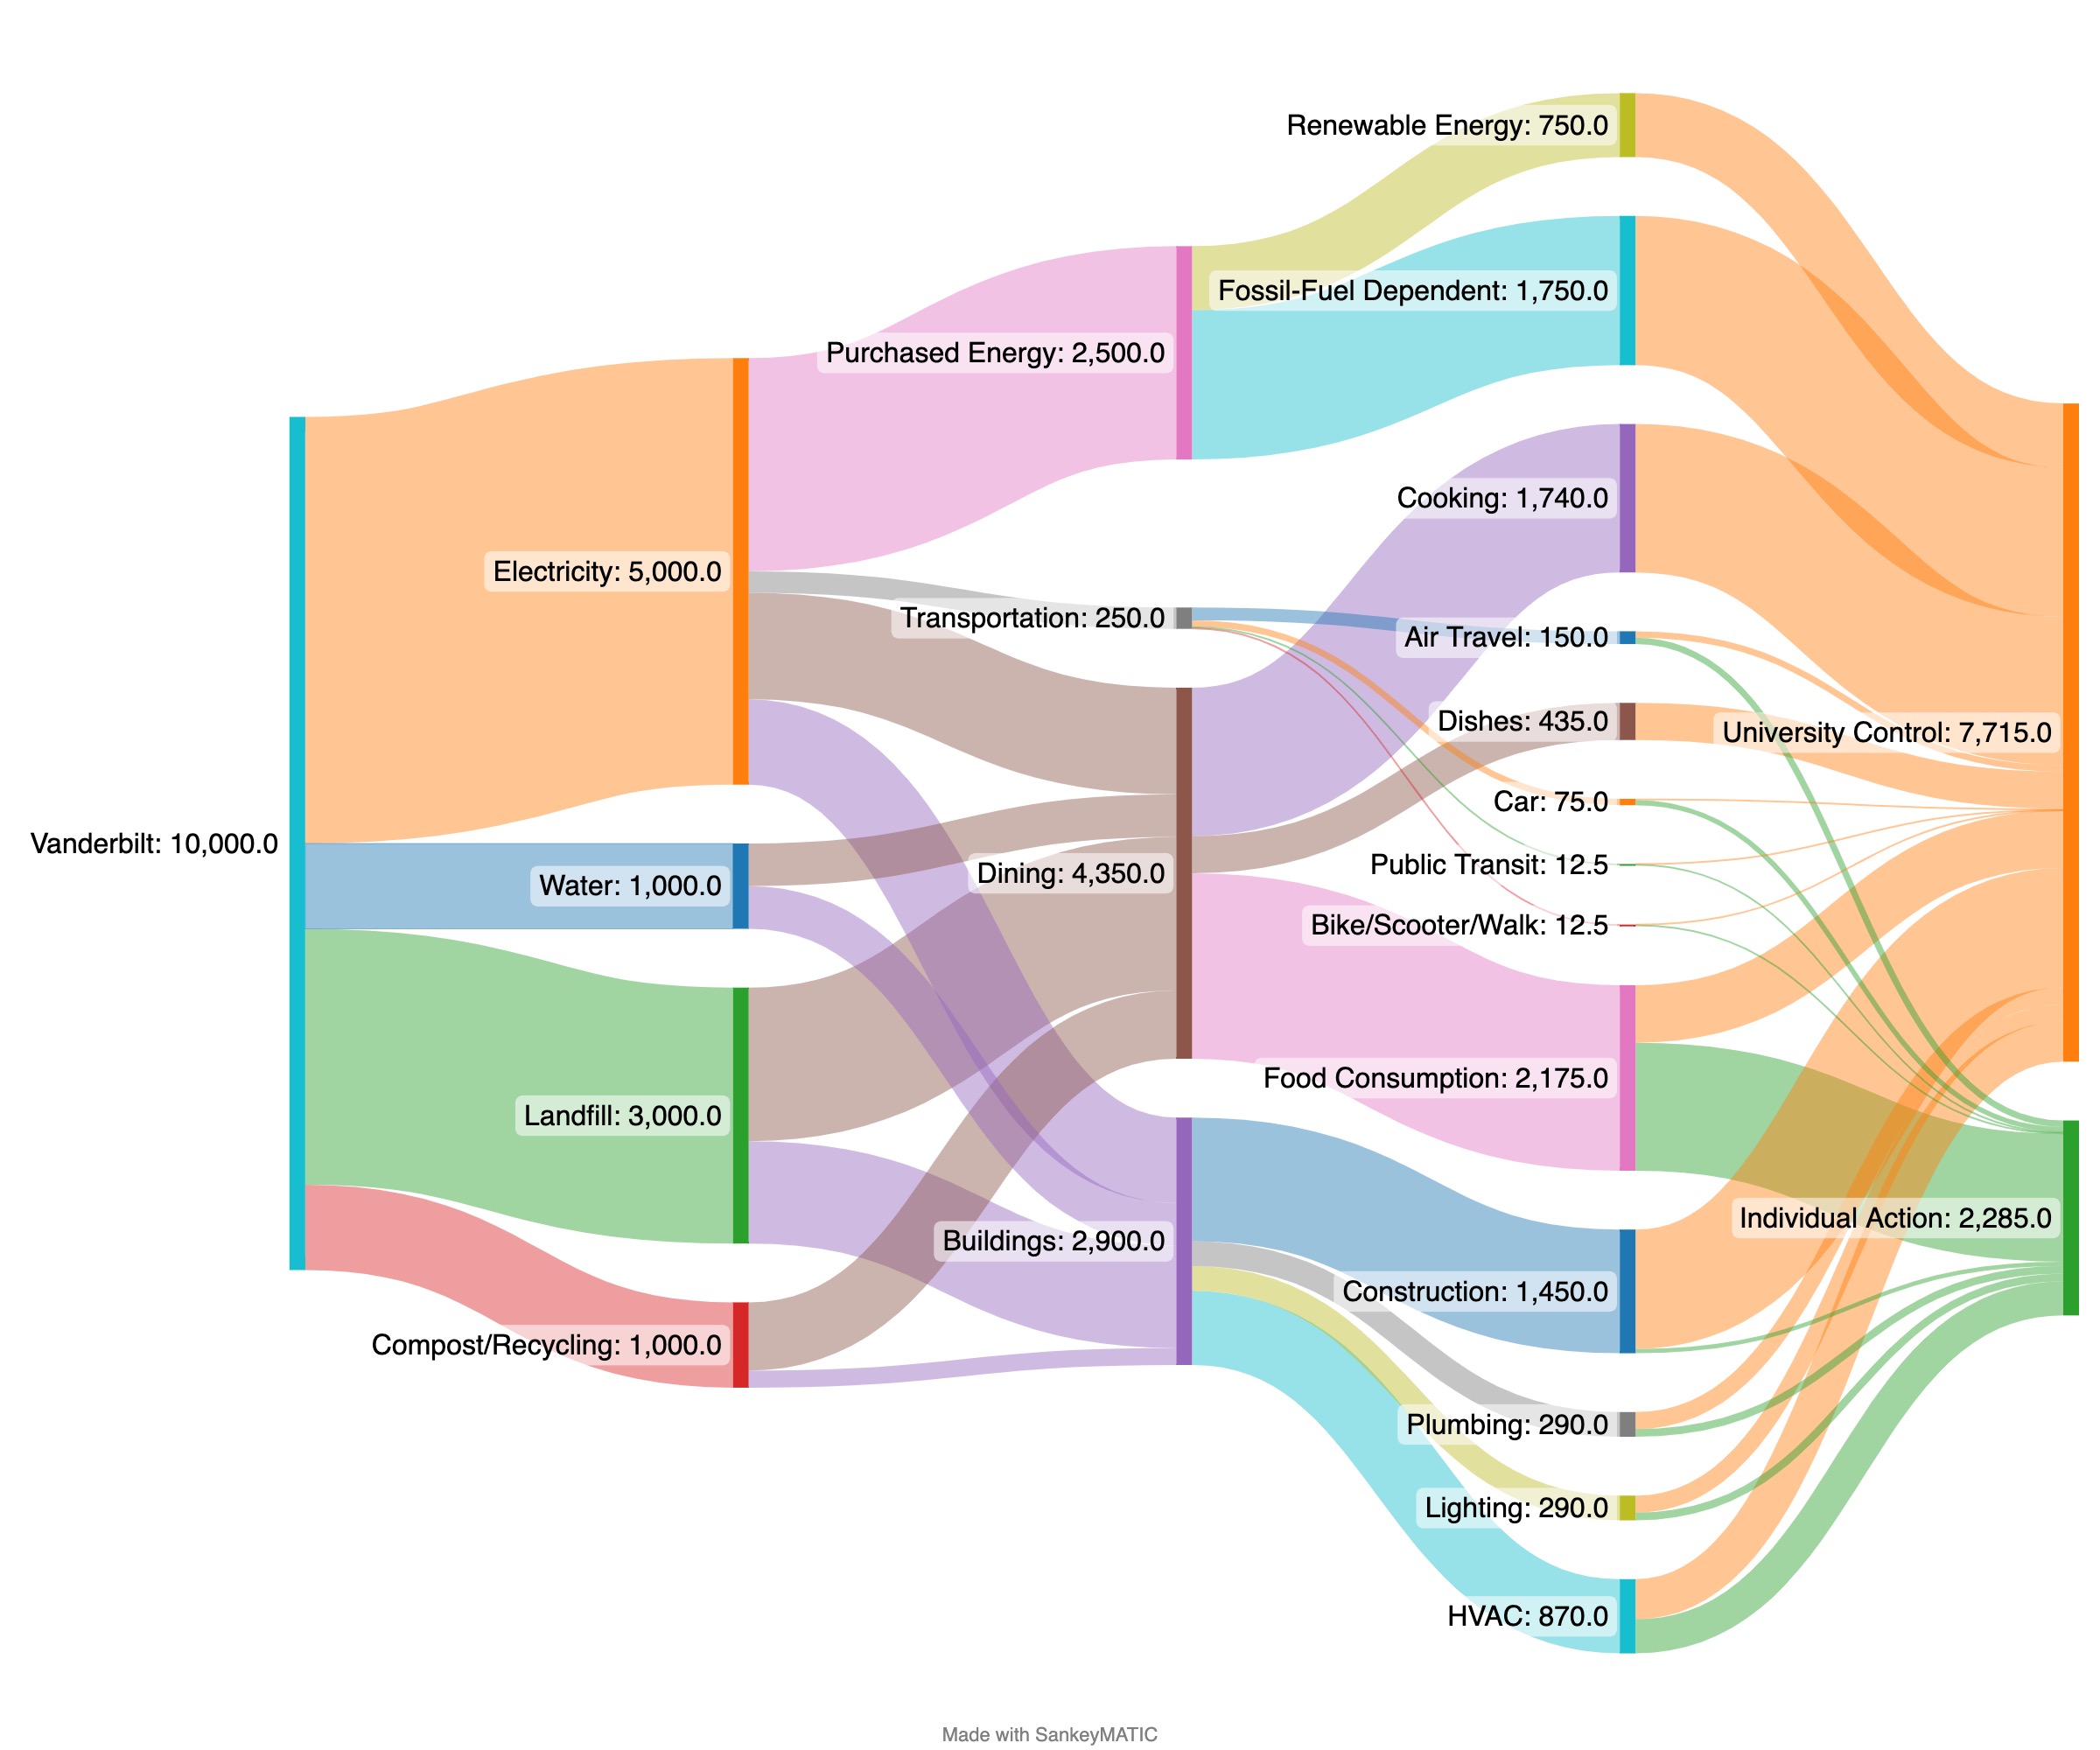 Vanderbilt: 10,000.0
Electricity: 5,000.0
Water: 1,000.0
Landfill: 3,000.0
Compost/Recycling: 1,000.0
Purchased Energy: 2,500.0
Transportation: 250.0
Dining: 4,350.0
Buildings: 2,900.0
Renewable Energy: 750.0
Fossil-Fuel Dependent: 1,750.0
Cooking: 1,740.0
Air Travel: 150.0
Dishes: 435.0
Car: 75.0
Public Transit: 12.5
Bike/Scooter/Walk: 12.5
Food Consumption: 2,175.0
Construction: 1,450.0
Plumbing: 290.0
Lighting: 290.0
HVAC: 870.0
University Control: 7,715.0
Individual Action: 2,285.0
Made with SankeyMATIC